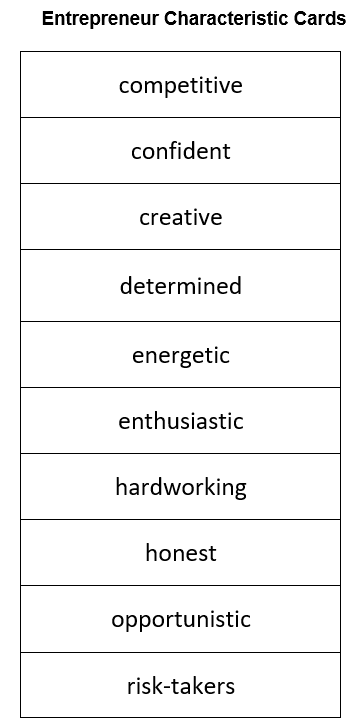 Entrepreneur Characteristic Cards
competitive
confident
creative
determined
energetic
enthusiastic
hardworking
honest
opportunistic
risk-takers